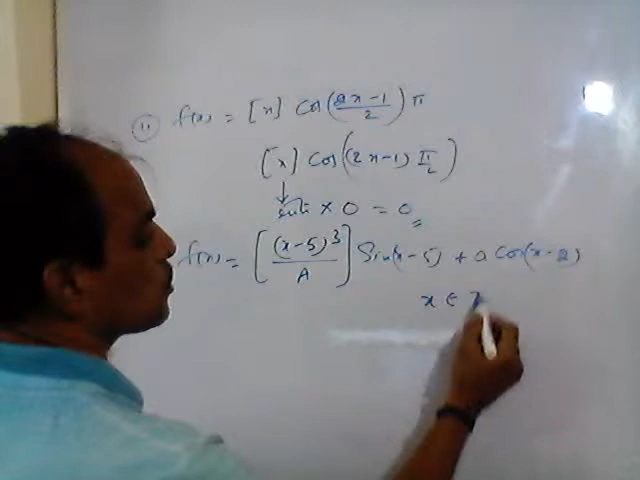 (11) f(x) = [x] cos(2x-1/2)π
[x] cos((2x-1) π/2)
↓
× 0 = 0
f(x) = [(x-5)³/A] Sin(x-5) + a cos(x-2)
x ∈